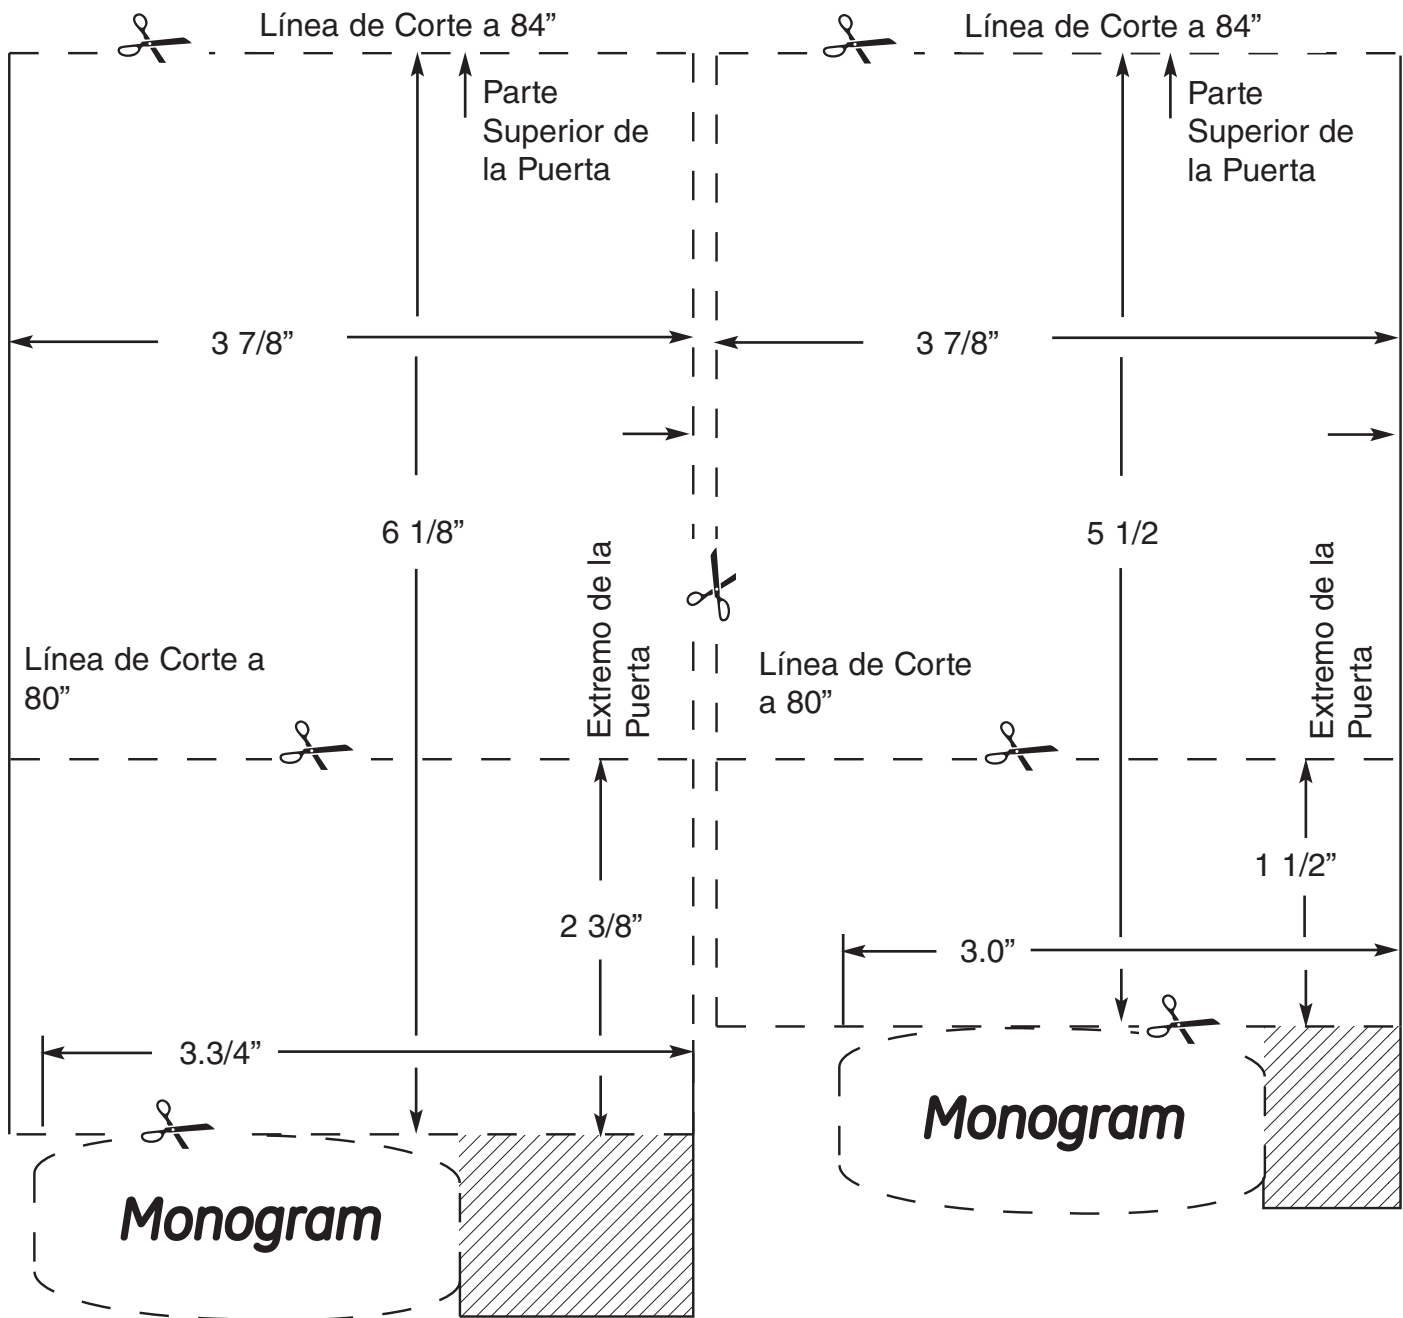 Línea de Corte a 84”
Parte
Superior de
la Puerta
3 7/8”
6 1/8”
Extremo de la
Puerta
Línea de Corte a
80”
2 3/8”
3.3/4”
Monogram
Línea de Corte a 84”
Parte
Superior de
la Puerta
3 7/8”
5 1/2
Extremo de la
Puerta
Línea de Corte
a 80”
1 1/2”
3.0”
Monogram